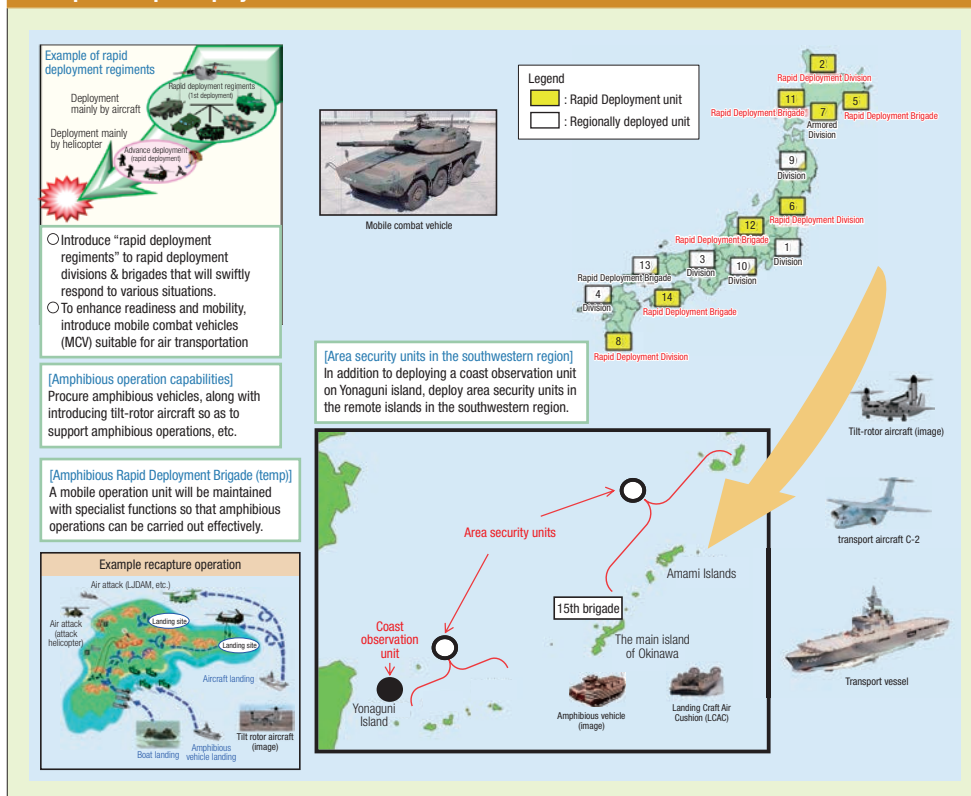 Example of rapid
deployment regiments
Rapid deployment regiments
(1st deployment)
Deployment
mainly by aircraft
Deployment mainly
by helicopter
Advance deployment
(rapid deployment)
○Introduce “rapid deployment
regiments” to rapid deployment
divisions & brigades that will swiftly
respond to various situations.
○To enhance readiness and mobility,
introduce mobile combat vehicles
(MCV) suitable for air transportation
[Amphibious operation capabilities]
Procure amphibious vehicles, along with
introducing tilt-rotor aircraft so as to
support amphibious operations, etc.
[Amphibious Rapid Deployment Brigade (temp)]
A mobile operation unit will be maintained
with specialist functions so that amphibious
operations can be carried out effectively.
Example recapture operation
Air attack (LJDAM, etc.)
Air attack
(attack
helicopter)
Landing site
Landing site
Aircraft landing
Tilt rotor aircraft
(image)
Boat landing
Amphibious
vehicle landing
Mobile combat vehicle
Legend
: Rapid Deployment unit
: Regionally deployed unit
2
Rapid Deployment Division
11
Rapid Deployment Brigade
5
Rapid Deployment Brigade
7
Armored
Division
9
Division
6
Rapid Deployment Division
12
Rapid Deployment Brigade
1
Division
3
Division
10
Division
13
Rapid Deployment Brigade
4
Division
14
Rapid Deployment Brigade
8
Rapid Deployment Division
[Area security units in the southwestern region]
In addition to deploying a coast observation unit
on Yonaguni island, deploy area security units in
the remote islands in the southwestern region.
Area security units
Amami Islands
15th brigade
The main island
of Okinawa
Coast
observation
unit
Yonaguni
Island
Amphibious vehicle
(image)
Landing Craft Air
Cushion (LCAC)
Tilt-rotor aircraft (image)
transport aircraft C-2
Transport vessel